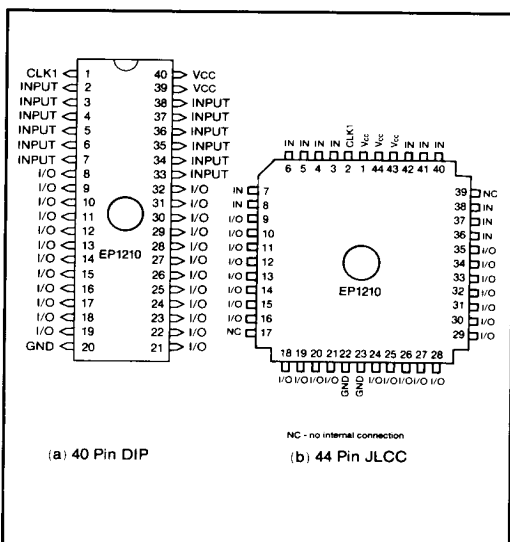 CLK1 1 40 Vcc
INPUT 2 39 Vcc
INPUT 3 38 INPUT
INPUT 4 37 INPUT
INPUT 5 36 INPUT
INPUT 6 35 INPUT
INPUT 7 34 INPUT
I/O 8 33 INPUT
I/O 9 32 I/O
I/O 10 31 I/O
I/O 11 30 I/O
I/O 12 29 I/O
I/O 13 28 I/O
I/O 14 27 I/O
I/O 15 26 I/O
I/O 16 25 I/O
I/O 17 24 I/O
I/O 18 23 I/O
I/O 19 22 I/O
GND 20 21 I/O
EP1210
(a) 40 Pin DIP
IN IN IN IN CLK1 Vcc Vcc Vcc IN IN IN
6 5 4 3 2 1 44 43 42 41 40
IN 7 39 NC
IN 8 38 IN
I/O 9 37 IN
I/O 10 36 IN
I/O 11 35 I/O
I/O 12 34 I/O
I/O 13 33 I/O
I/O 14 32 I/O
I/O 15 31 I/O
I/O 16 30 I/O
NC 17 29 I/O
EP1210
18 19 20 21 22 23 24 25 26 27 28
I/O I/O I/O I/O GND GND I/O I/O I/O I/O I/O
NC - no internal connection
(b) 44 Pin JLCC